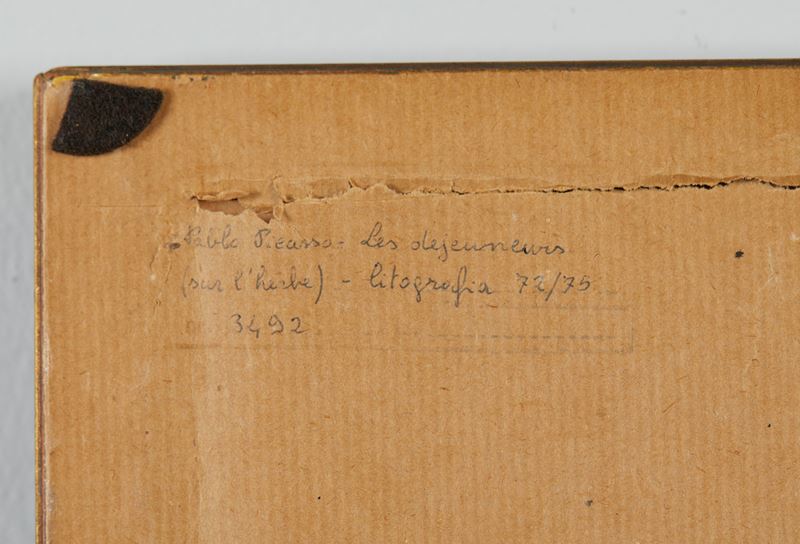 Pablo Picasso - Les dejeuneurs
(sur l'herbe) - litografia 72/75
3492